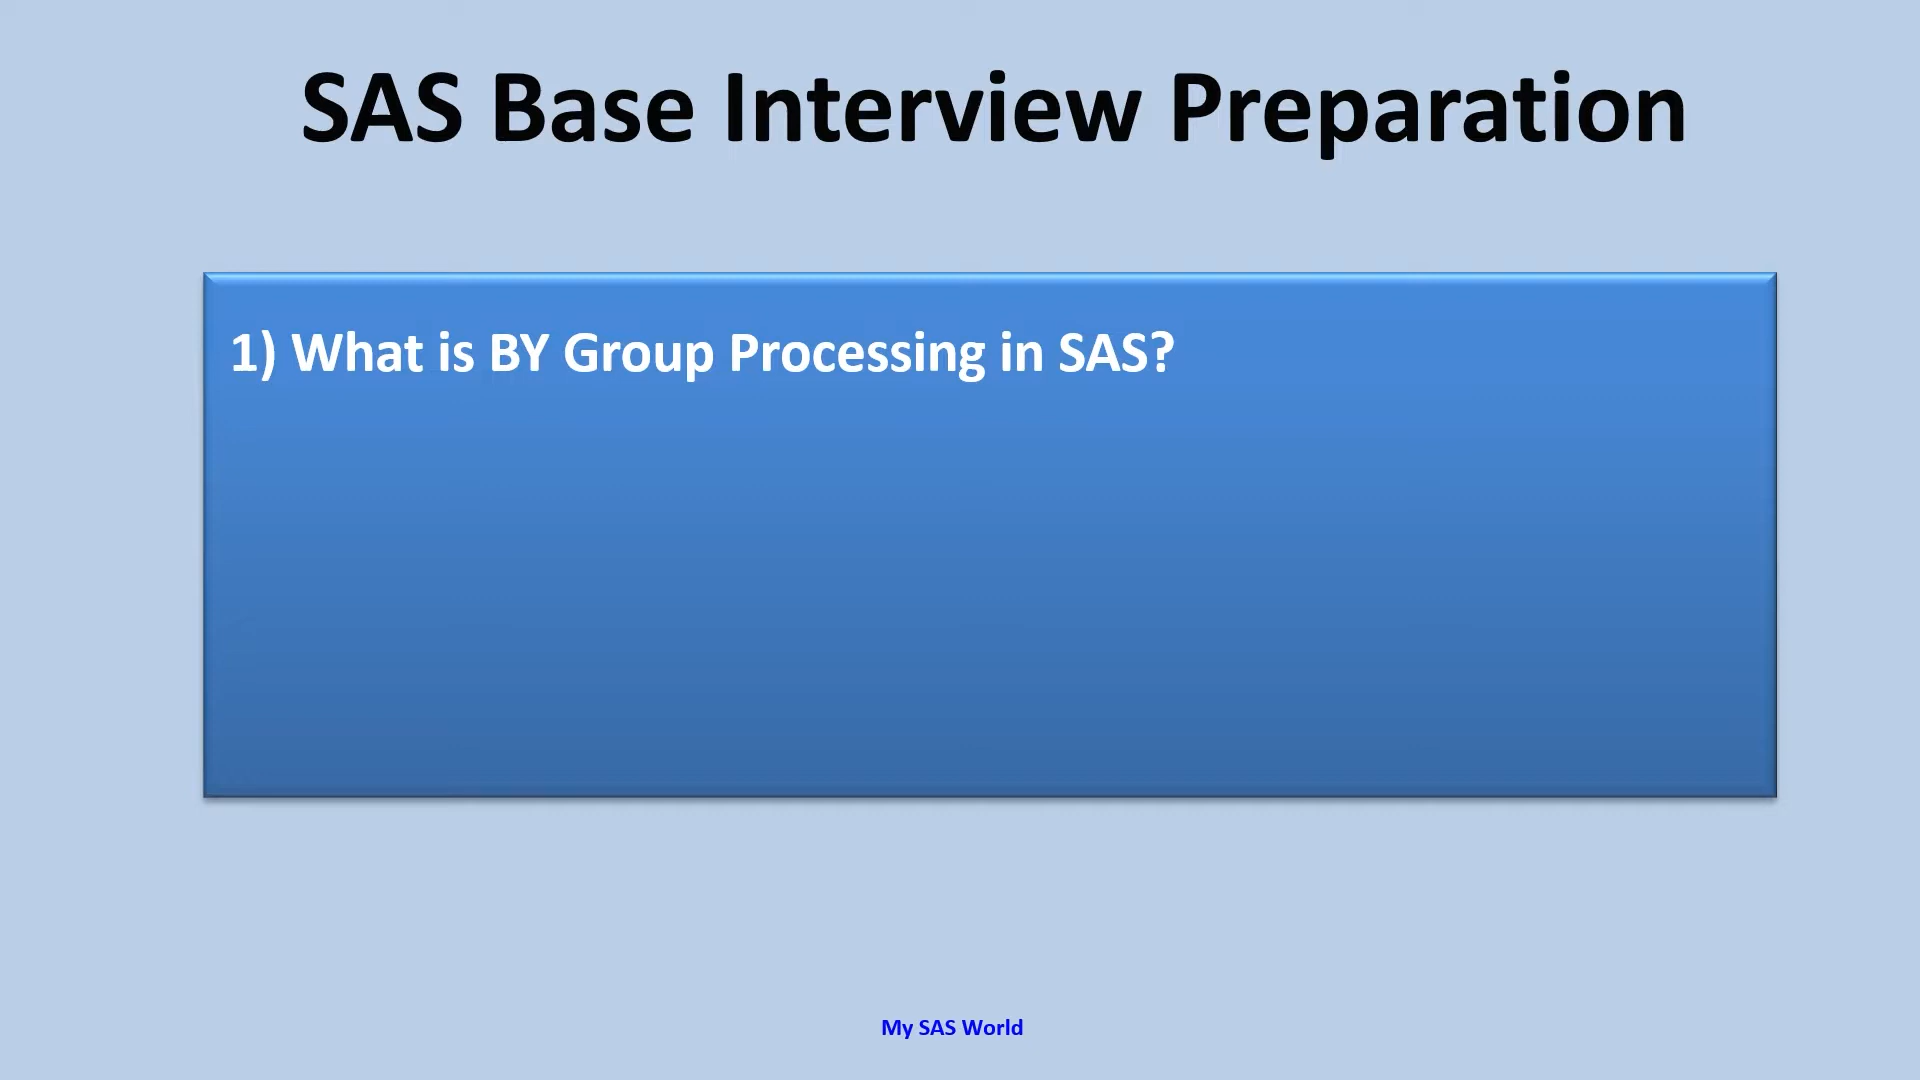 SAS Base Interview Preparation
1) What is BY Group Processing in SAS?
My SAS World